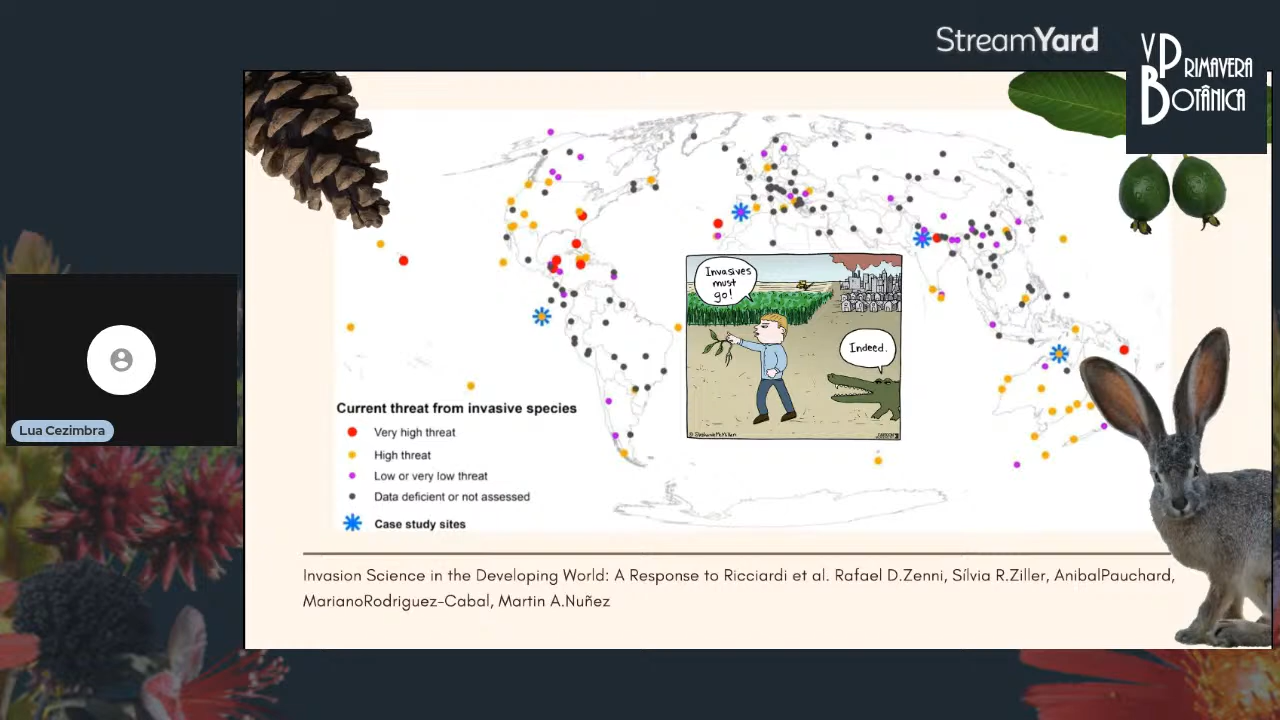 StreamYard
V PRIMAVERA
BOTÂNICA
Invasives
must
go!
Indeed.
Current threat from invasive species
Very high threat
High threat
Low or very low threat
Data deficient or not assessed
Case study sites
Lua Cezimbra
Invasion Science in the Developing World: A Response to Ricciardi et al. Rafael D.Zenni, Sílvia R.Ziller, AnibalPauchard,
MarianoRodriguez-Cabal, Martin A.Nuñez